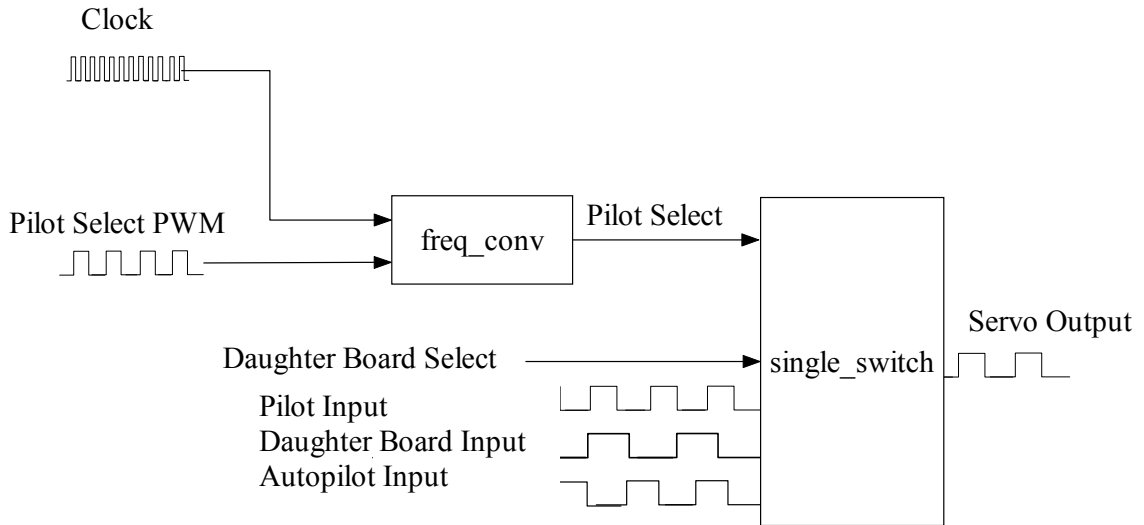 Clock
Pilot Select PWM
freq_conv
Pilot Select
Servo Output
Daughter Board Select
single_switch
Pilot Input
Daughter Board Input
Autopilot Input